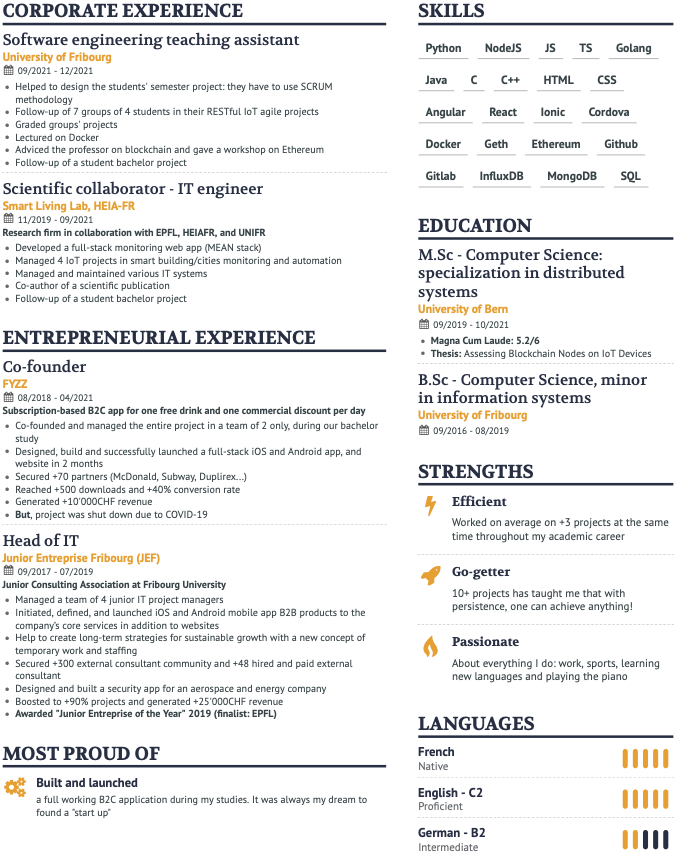 CORPORATE EXPERIENCE
Software engineering teaching assistant
University of Fribourg
09/2021 - 12/2021
Helped to design the students' semester project: they have to use SCRUM
methodology
Follow-up of 7 groups of 4 students in their RESTful IoT agile projects
Graded groups' projects
Lectured on Docker
Adviced the professor on blockchain and gave a workshop on Ethereum
Follow-up of a student bachelor project
Scientific collaborator - IT engineer
Smart Living Lab, HEIA-FR
11/2019 - 09/2021
Research firm in collaboration with EPFL, HEIAFR, and UNIFR
Developed a full-stack monitoring web app (MEAN stack)
Managed 4 IoT projects in smart building/cities monitoring and automation
Managed and maintained various IT systems
Co-author of a scientific publication
Follow-up of a student bachelor project
ENTREPRENEURIAL EXPERIENCE
Co-founder
FYZZ
08/2018 - 04/2021
Subscription-based B2C app for one free drink and one commercial discount per day
Co-founded and managed the entire project in a team of 2 only, during our bachelor
study
Designed, build and successfully launched a full-stack iOS and Android app, and
website in 2 months
Secured +70 partners (McDonald, Subway, Duplirex...)
Reached +500 downloads and +40% conversion rate
Generated +10'000CHF revenue
But, project was shut down due to COVID-19
Head of IT
Junior Entreprise Fribourg (JEF)
09/2017 - 07/2019
Junior Consulting Association at Fribourg University
Managed a team of 4 junior IT project managers
Initiated, defined, and launched iOS and Android mobile app B2B products to the
company's core services in addition to websites
Help to create long-term strategies for sustainable growth with a new concept of
temporary work and staffing
Secured +300 external consultant community and +48 hired and paid external
consultant
Designed and built a security app for an aerospace and energy company
Boosted to +90% projects and generated +25'000CHF revenue
Awarded "Junior Entreprise of the Year" 2019 (finalist: EPFL)
MOST PROUD OF
Built and launched
a full working B2C application during my studies. It was always my dream to
found a "start up"
SKILLS
Python NodeJS JS TS Golang
Java C C++ HTML CSS
Angular React Ionic Cordova
Docker Geth Ethereum Github
Gitlab InfluxDB MongoDB SQL
EDUCATION
M.Sc - Computer Science:
specialization in distributed
systems
University of Bern
09/2019 - 10/2021
Magna Cum Laude: 5.2/6
Thesis: Assessing Blockchain Nodes on IoT Devices
B.Sc - Computer Science, minor
in information systems
University of Fribourg
09/2016 - 08/2019
STRENGTHS
Efficient
Worked on average on +3 projects at the same
time throughout my academic career
Go-getter
10+ projects has taught me that with
persistence, one can achieve anything!
Passionate
About everything I do: work, sports, learning
new languages and playing the piano
LANGUAGES
French
Native
English - C2
Proficient
German - B2
Intermediate